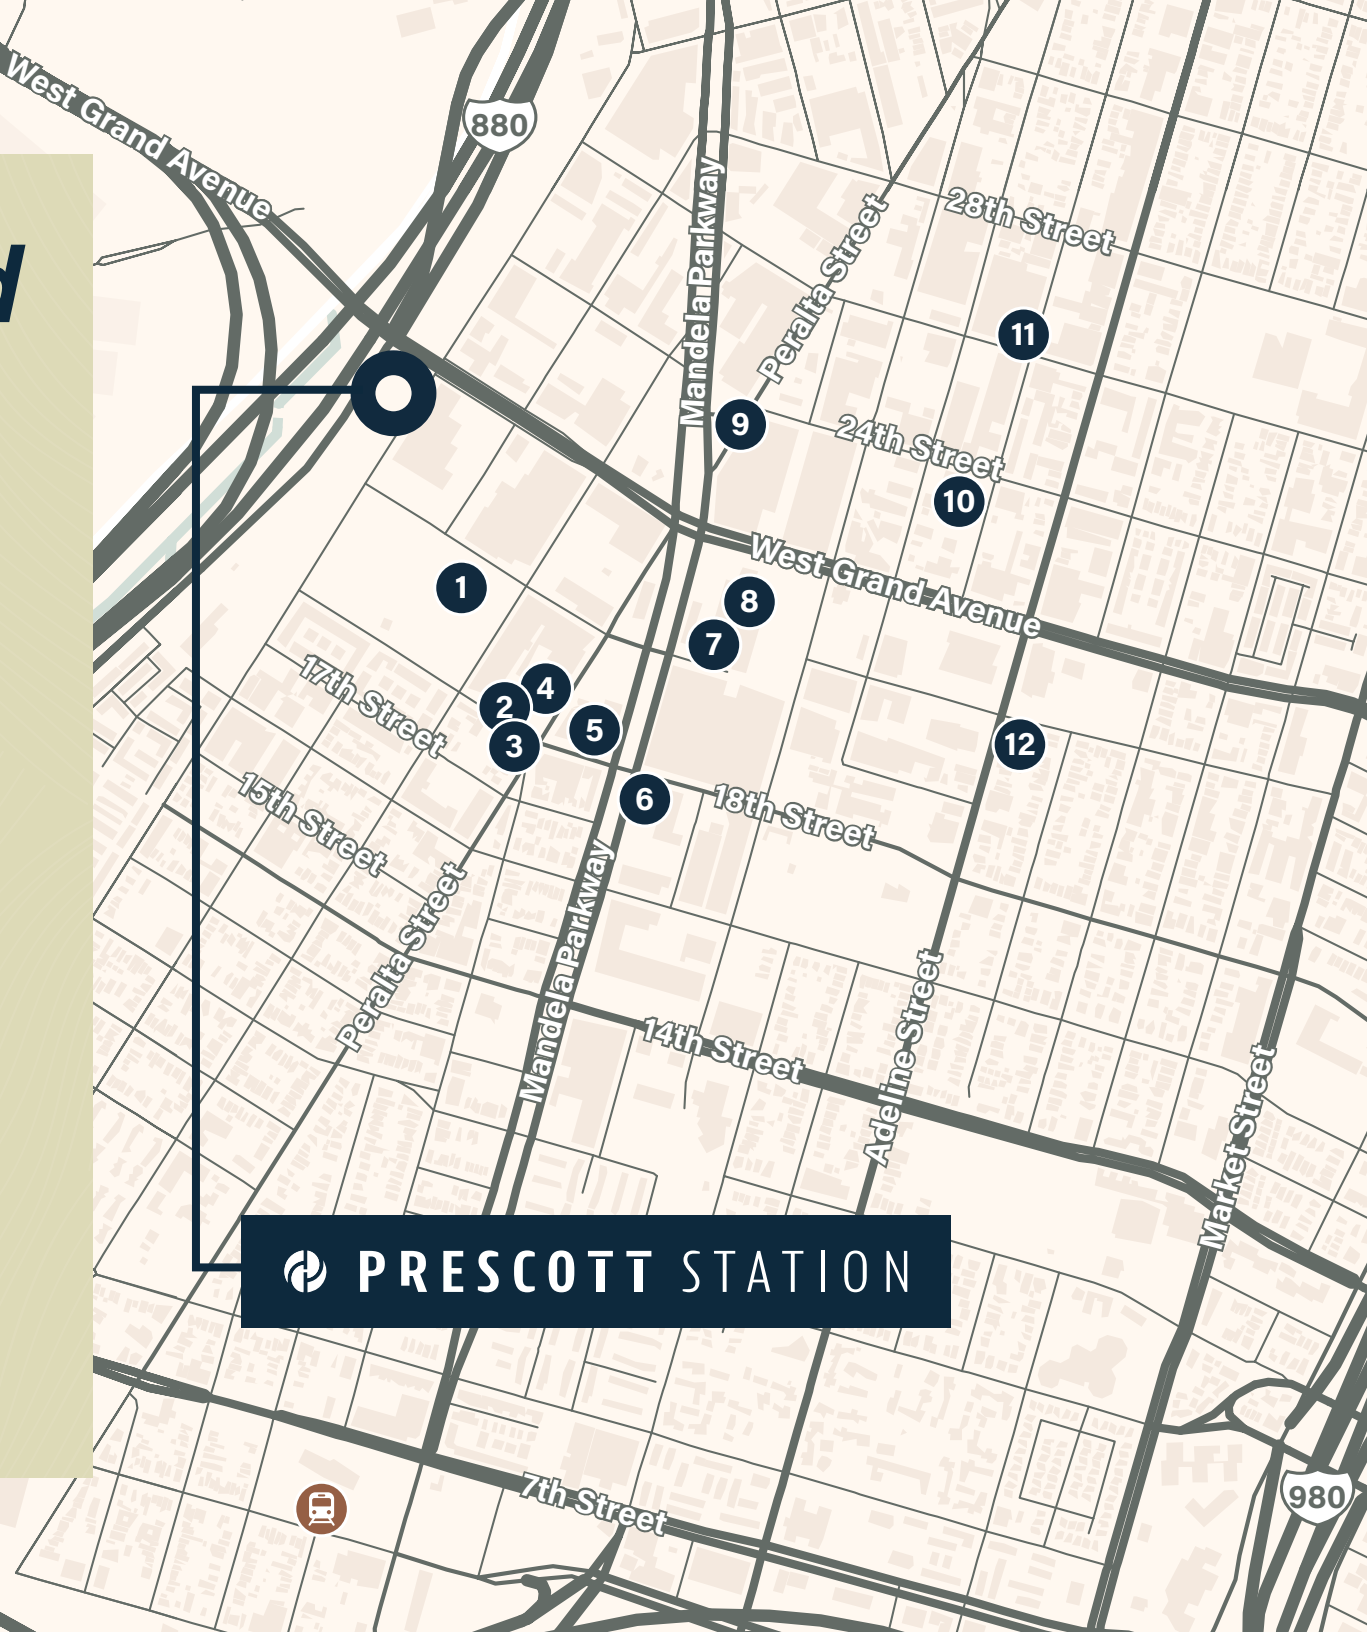 West Grand Avenue
880
Mandela Parkway
Peralta Street
28th Street
d
11
9
24th Street
10
West Grand Avenue
1
8
7
17th Street
4
2
5
3
12
6
18th Street
15th Street
Peralta Street
Mandela Parkway
14th Street
Adeline Street
Market Street
PRESCOTT STATION
7th Street
980